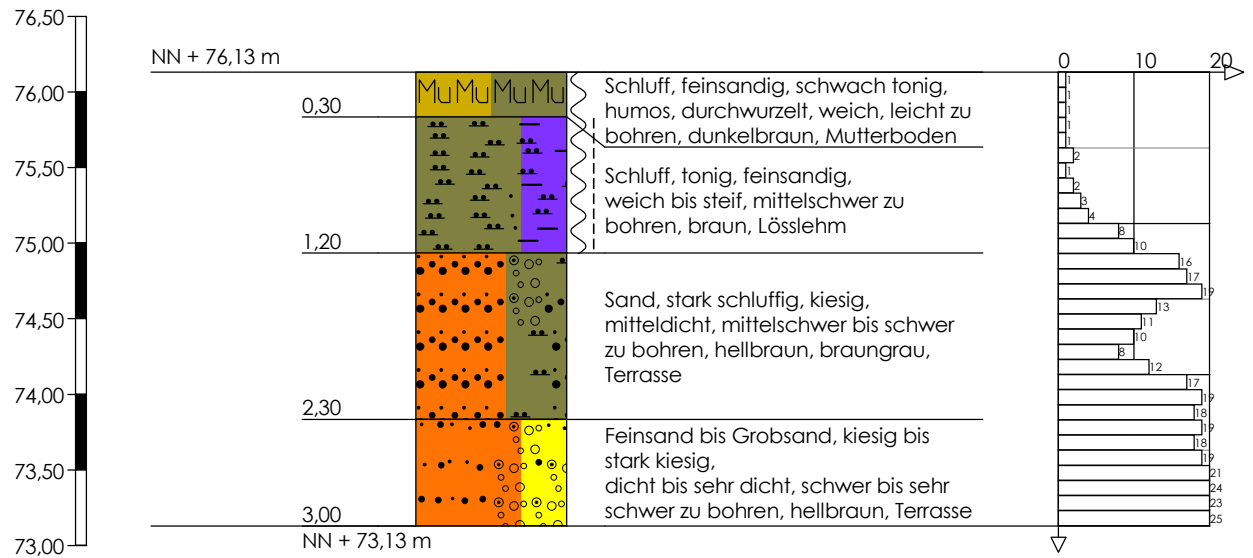 76,50
NN + 76,13 m
0 10 20
76,00
Mu Mu Mu Mu
Schluff, feinsandig, schwach tonig,
humos, durchwurzelt, weich, leicht zu
bohren, dunkelbraun, Mutterboden
0,30
75,50
Schluff, tonig, feinsandig,
weich bis steif, mittelschwer zu
bohren, braun, Lösslehm
75,00
1,20
74,50
Sand, stark schluffig, kiesig,
mitteldicht, mittelschwer bis schwer
zu bohren, hellbraun, braungrau,
Terrasse
74,00
2,30
73,50
Feinsand bis Grobsand, kiesig bis
stark kiesig,
dicht bis sehr dicht, schwer bis sehr
schwer zu bohren, hellbraun, Terrasse
3,00
73,00
NN + 73,13 m
1
1
1
1
1
2
1
2
3
4
8
10
16
17
19
13
11
10
8
12
17
19
18
19
18
19
21
24
23
25